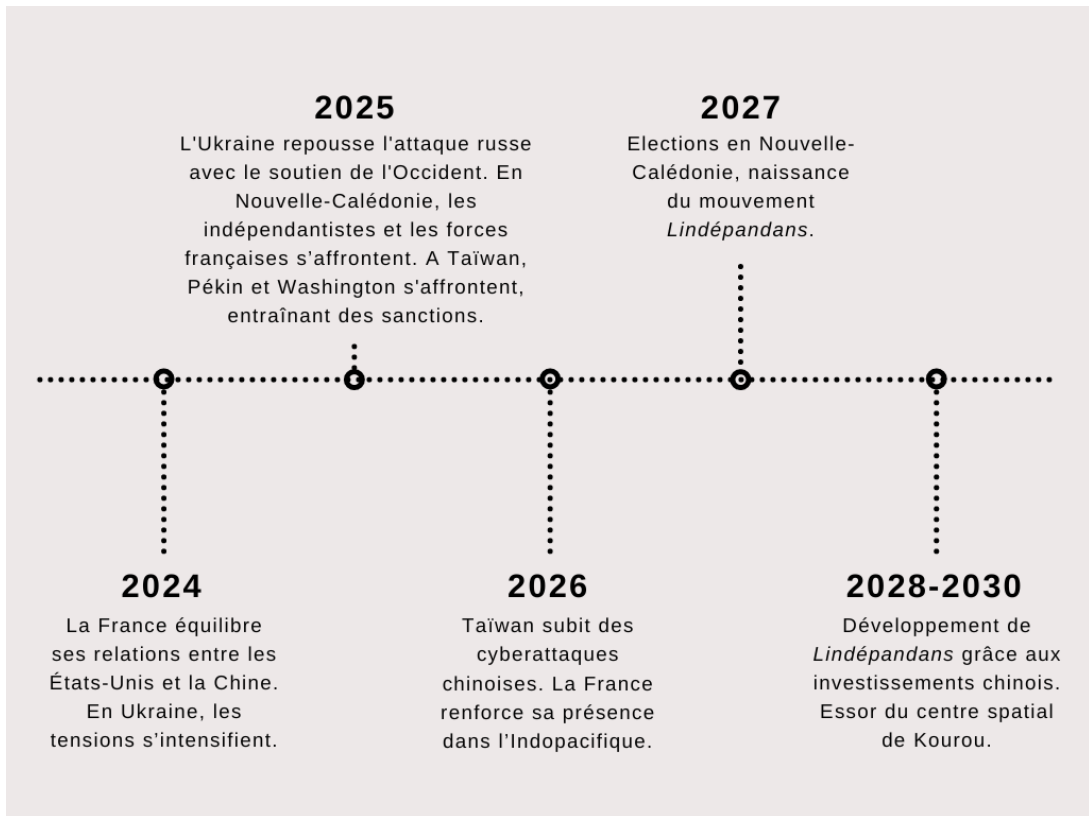 2025
L'Ukraine repousse l'attaque russe
avec le soutien de l'Occident. En
Nouvelle-Calédonie, les
indépendantistes et les forces
françaises s’affrontent. A Taïwan,
Pékin et Washington s'affrontent,
entraînant des sanctions.
2027
Elections en Nouvelle-
Calédonie, naissance
du mouvement
Lindépandans.
2024
La France équilibre
ses relations entre les
États-Unis et la Chine.
En Ukraine, les
tensions s’intensifient.
2026
Taïwan subit des
cyberattaques
chinoises. La France
renforce sa présence
dans l’Indopacifique.
2028-2030
Développement de
Lindépandans grâce aux
investissements chinois.
Essor du centre spatial
de Kourou.